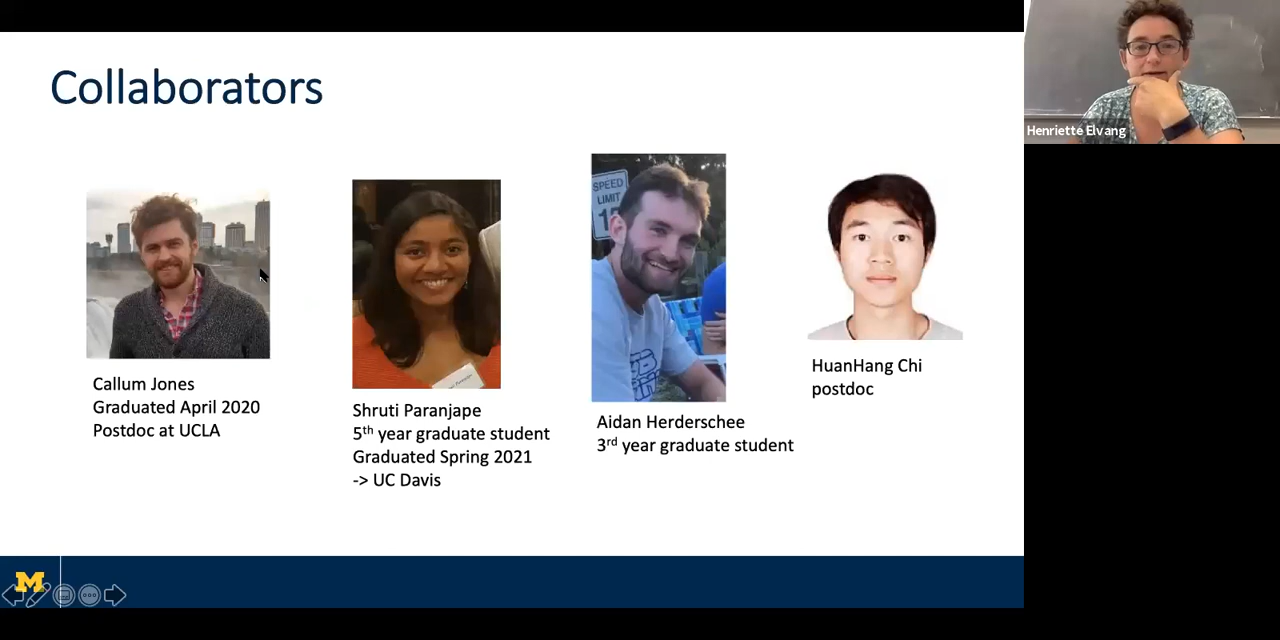 Collaborators
Henriette Elvang
SPEED
LIMIT
Callum Jones
Graduated April 2020
Postdoc at UCLA
Shruti Paranjape
5th year graduate student
Graduated Spring 2021
-> UC Davis
Aidan Herderschee
3rd year graduate student
HuanHang Chi
postdoc
M